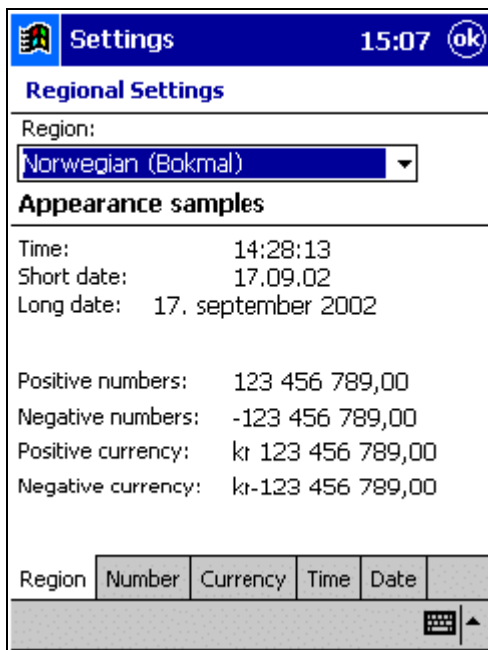 Settings 15:07 ok
Regional Settings
Region:
Norwegian (Bokmal)
Appearance samples
Time: 14:28:13
Short date: 17.09.02
Long date: 17. september 2002
Positive numbers: 123 456 789,00
Negative numbers: -123 456 789,00
Positive currency: kr 123 456 789,00
Negative currency: kr-123 456 789,00
Region Number Currency Time Date